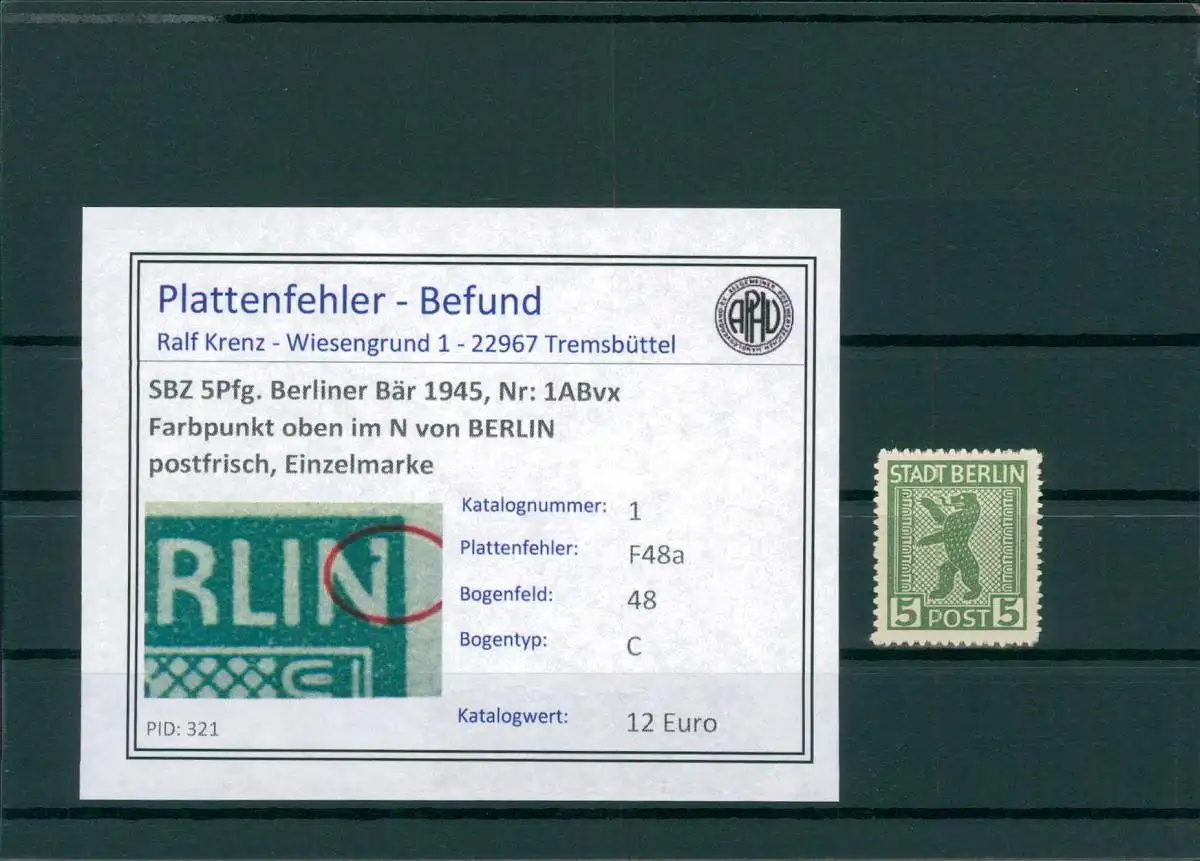 Plattenfehler - Befund
Ralf Krenz - Wiesengrund 1 - 22967 Tremsbüttel
APHV
SBZ 5Pfg. Berliner Bär 1945, Nr: 1ABvx
Farbpunkt oben im N von BERLIN
postfrisch, Einzelmarke
RLIN
Katalognummer: 1
Plattenfehler: F48a
Bogenfeld: 48
Bogentyp: C
Katalogwert: 12 Euro
PID: 321
STADT BERLIN
5 POST 5